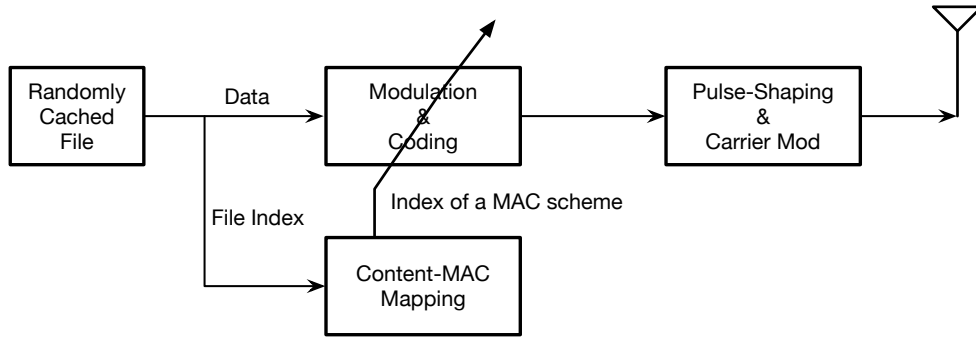 Randomly
Cached
File
Data
Modulation
&
Coding
Pulse-Shaping
&
Carrier Mod
File Index
Index of a MAC scheme
Content-MAC
Mapping